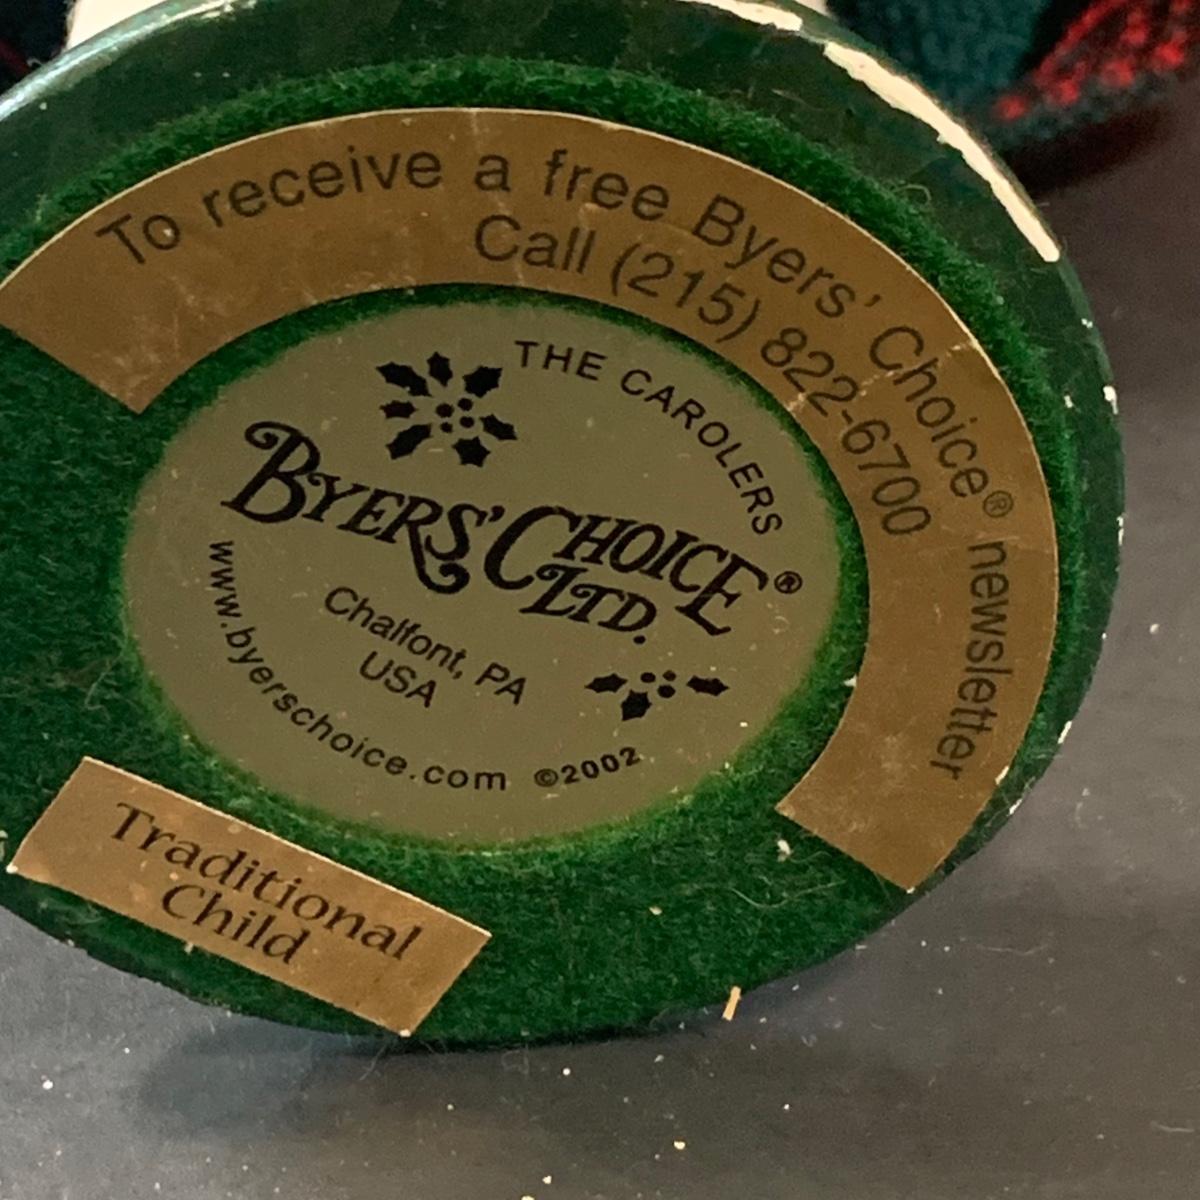 To receive a free Byers' Choice® newsletter
Call (215) 822-6700
THE CAROLERS
BYERS' CHOICE®
LTD.
Chalfont, PA
USA
www.byerschoice.com ©2002
Traditional
Child